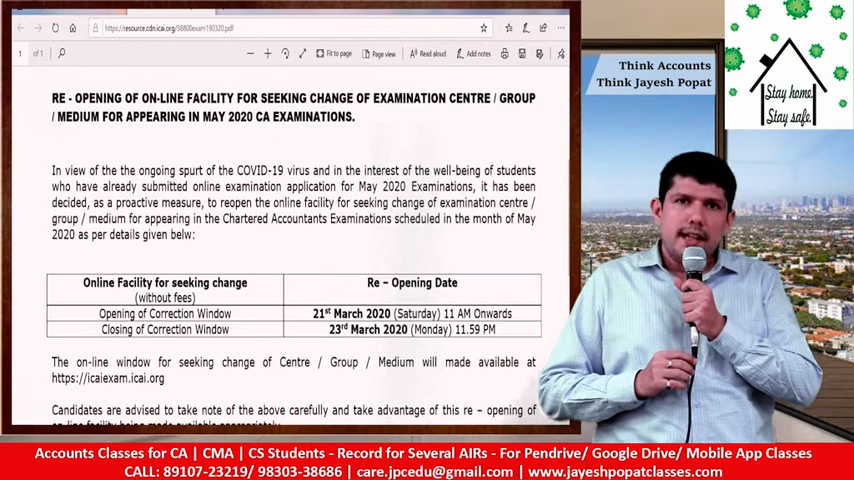 https://resource.cdn.icai.org/58800exam190320.pdf
1 of 1
Fit to page
Page view
Read aloud
Add notes
RE - OPENING OF ON-LINE FACILITY FOR SEEKING CHANGE OF EXAMINATION CENTRE / GROUP
/ MEDIUM FOR APPEARING IN MAY 2020 CA EXAMINATIONS.
In view of the the ongoing spurt of the COVID-19 virus and in the interest of the well-being of students
who have already submitted online examination application for May 2020 Examinations, it has been
decided, as a proactive measure, to reopen the online facility for seeking change of examination centre /
group / medium for appearing in the Chartered Accountants Examinations scheduled in the month of May
2020 as per details given belw:
Online Facility for seeking change
(without fees)
Re – Opening Date
Opening of Correction Window
21st March 2020 (Saturday) 11 AM Onwards
Closing of Correction Window
23rd March 2020 (Monday) 11.59 PM
The on-line window for seeking change of Centre / Group / Medium will made available at
https://icaiexam.icai.org
Candidates are advised to take note of the above carefully and take advantage of this re – opening of
on-line facility being made available appropriately.
Think Accounts
Think Jayesh Popat
Stay home.
Stay safe.
Accounts Classes for CA | CMA | CS Students - Record for Several AIRs - For Pendrive/ Google Drive/ Mobile App Classes
CALL: 89107-23219/ 98303-38686 | care.jpcedu@gmail.com | www.jayeshpopatclasses.com